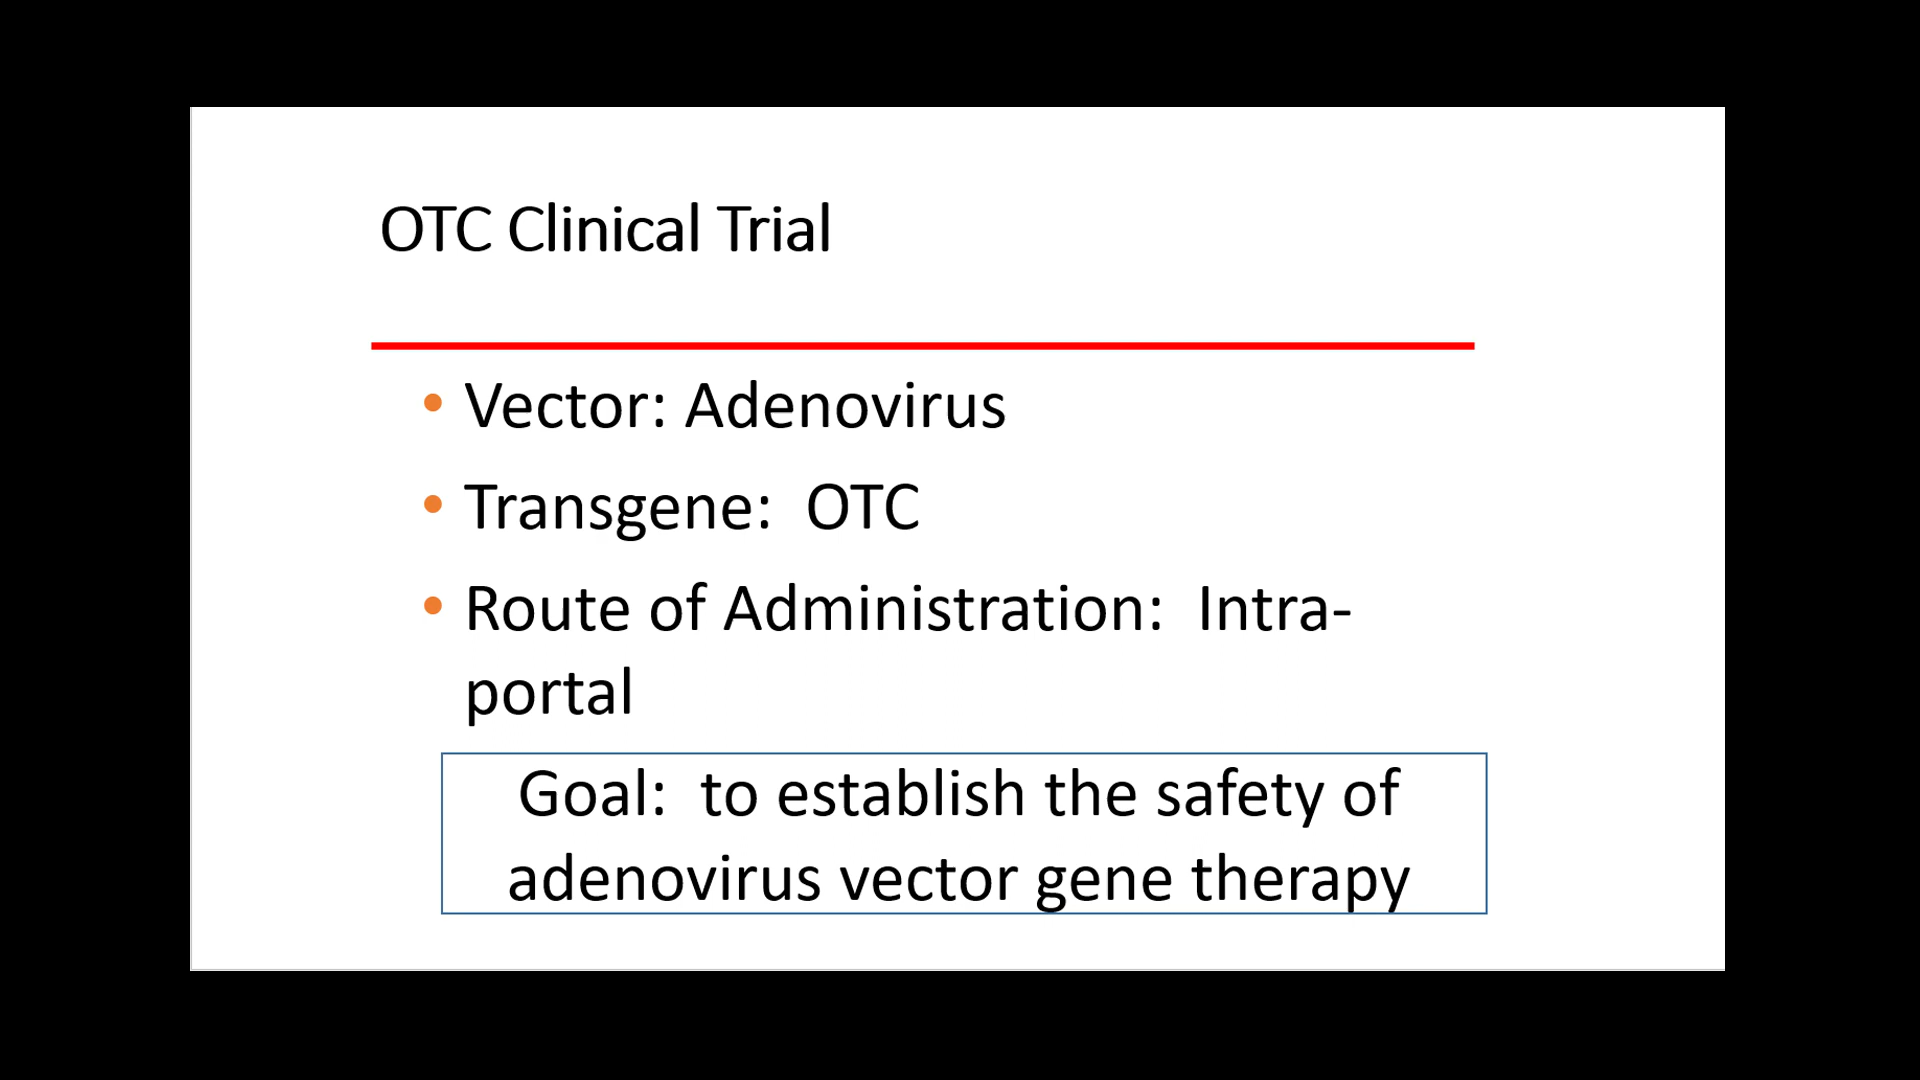 OTC Clinical Trial
• Vector: Adenovirus
• Transgene:  OTC
• Route of Administration:  Intra-
portal
Goal:  to establish the safety of
adenovirus vector gene therapy